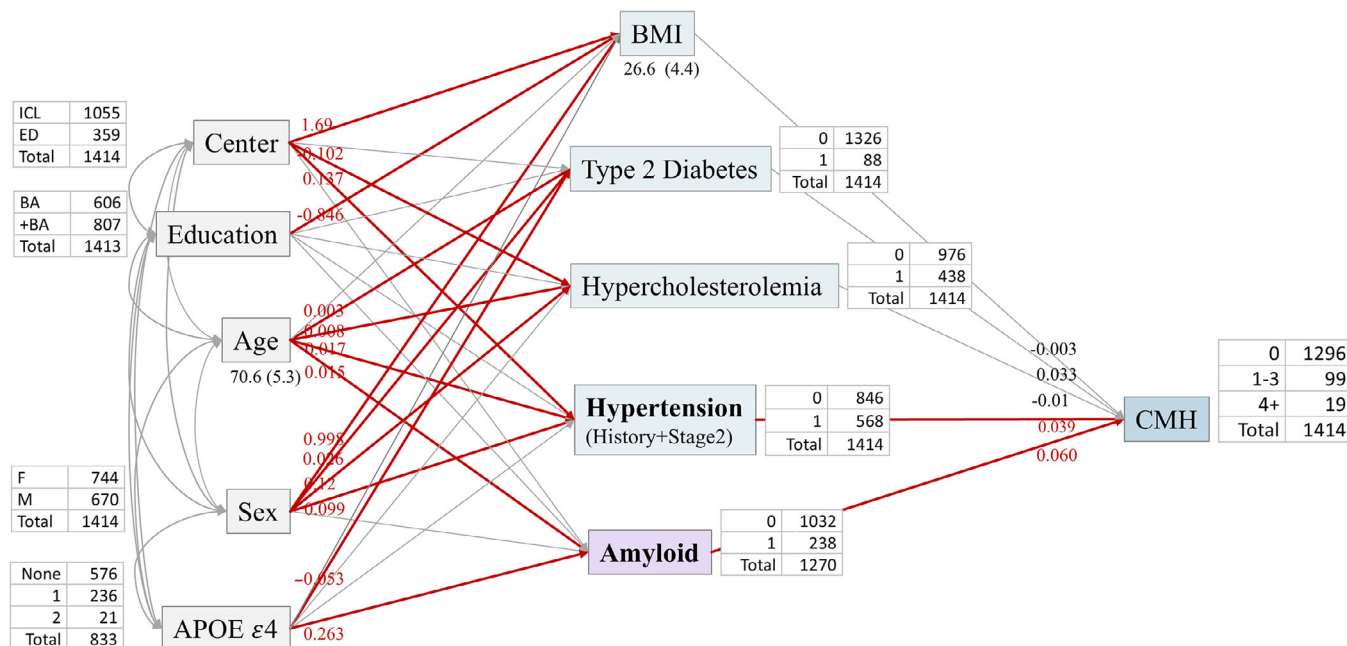 BMI
26.6 (4.4)
ICL 1055
ED 359
Total 1414
Center
1.69
-0.102
0.137
0 1326
1 88
Total 1414
Type 2 Diabetes
BA 606
+BA 807
Total 1413
Education
-0.846
0 976
1 438
Total 1414
Hypercholesterolemia
Age
70.6 (5.3)
0.003
0.008
0.017
0.015
-0.003
0.033
-0.01
0.039
0.060
CMH
0 1296
1-3 99
4+ 19
Total 1414
Hypertension
(History+Stage2)
0 846
1 568
Total 1414
F 744
M 670
Total 1414
Sex
0.998
0.026
0.12
0.099
Amyloid
0 1032
1 238
Total 1270
None 576
1 236
2 21
Total 833
APOE ε4
−0.053
0.263